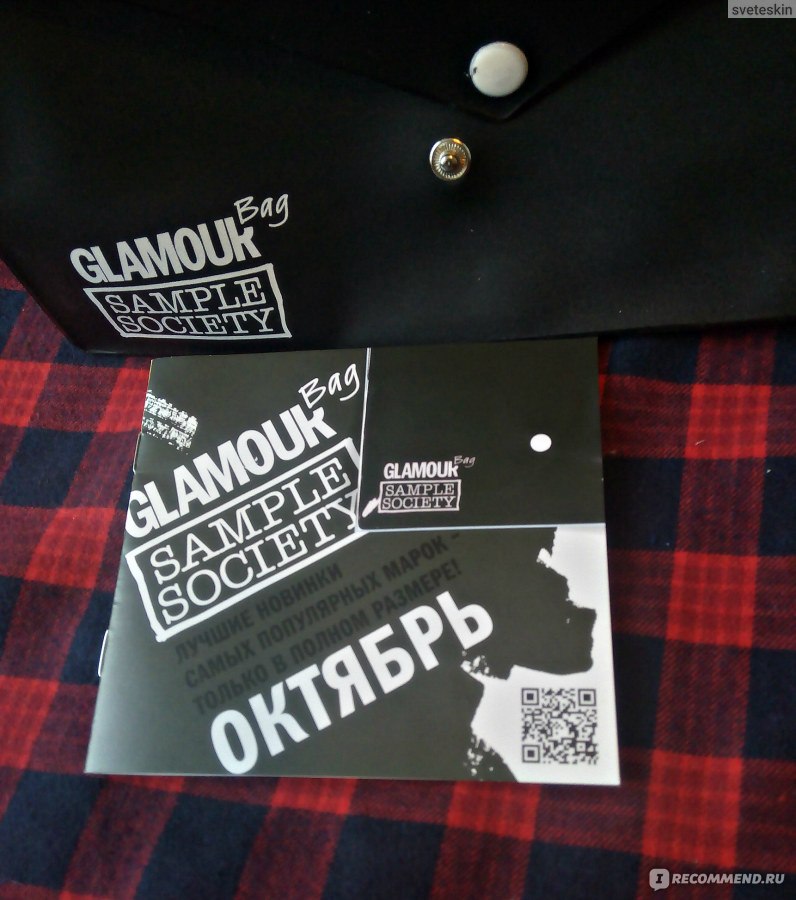 sveteskin
GLAMOUR Bag
SAMPLE
SOCIETY
GLAMOUR Bag
SAMPLE
SOCIETY
GLAMOUR Bag
SAMPLE
SOCIETY
ЛУЧШИЕ НОВИНКИ
САМЫХ ПОПУЛЯРНЫХ МАРОК -
ТОЛЬКО В ПОЛНОМ РАЗМЕРЕ!
ОКТЯБРЬ
IRECOMMEND.RU